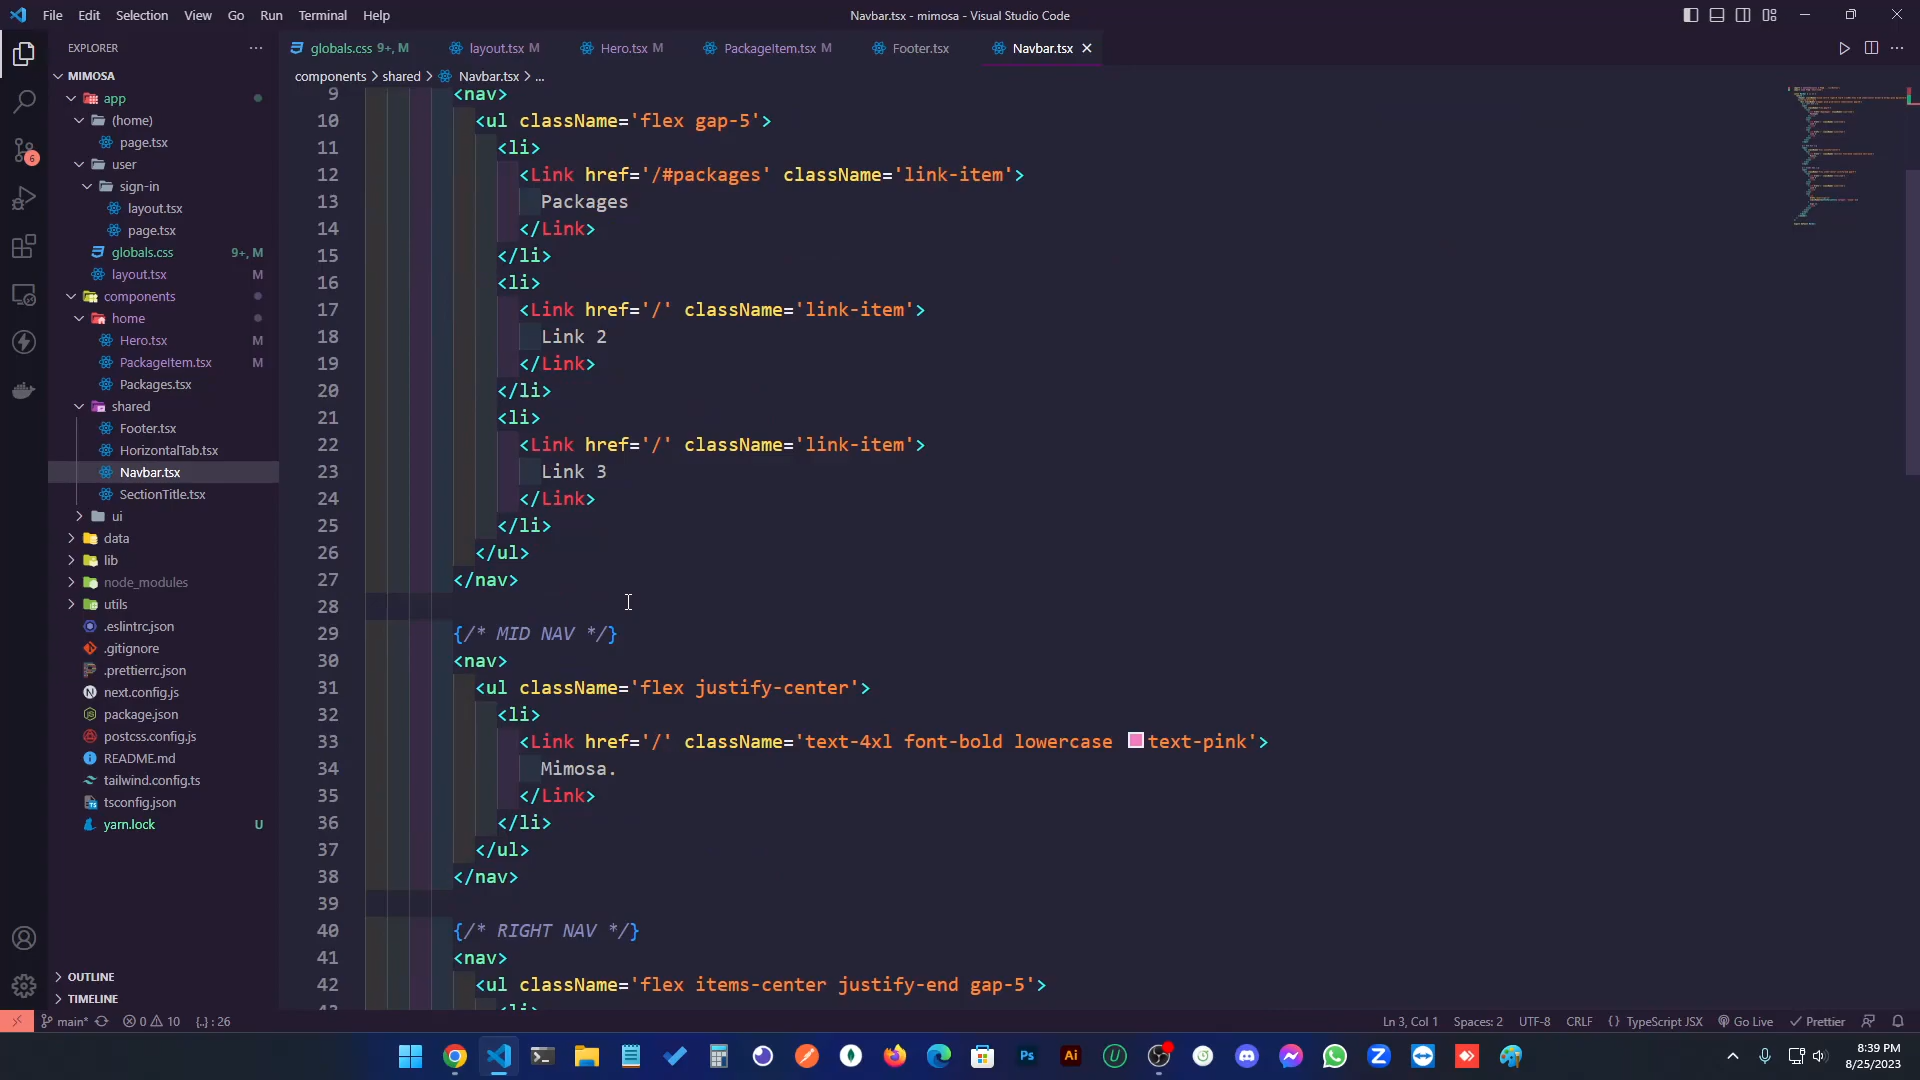 File Edit Selection View Go Run Terminal Help
Navbar.tsx - mimosa - Visual Studio Code
EXPLORER
MIMOSA
app
(home)
page.tsx
user
sign-in
layout.tsx
page.tsx
globals.css 9+, M
layout.tsx M
components
home
Hero.tsx M
PackageItem.tsx M
Packages.tsx
shared
Footer.tsx
HorizontalTab.tsx
Navbar.tsx
SectionTitle.tsx
ui
data
lib
node_modules
utils
.eslintrc.json
.gitignore
.prettierrc.json
next.config.js
package.json
postcss.config.js
README.md
tailwind.config.ts
tsconfig.json
yarn.lock U
OUTLINE
TIMELINE
globals.css 9+, M layout.tsx M Hero.tsx M PackageItem.tsx M Footer.tsx Navbar.tsx
components > shared > Navbar.tsx > ...
9 <nav>
10 <ul className='flex gap-5'>
11 <li>
12 <Link href='/#packages' className='link-item'>
13 Packages
14 </Link>
15 </li>
16 <li>
17 <Link href='/' className='link-item'>
18 Link 2
19 </Link>
20 </li>
21 <li>
22 <Link href='/' className='link-item'>
23 Link 3
24 </Link>
25 </li>
26 </ul>
27 </nav>
28
29 {/* MID NAV */}
30 <nav>
31 <ul className='flex justify-center'>
32 <li>
33 <Link href='/' className='text-4xl font-bold lowercase text-pink'>
34 Mimosa.
35 </Link>
36 </li>
37 </ul>
38 </nav>
39
40 {/* RIGHT NAV */}
41 <nav>
42 <ul className='flex items-center justify-end gap-5'>
43 <li>
main* 0 10 {..} : 26
Ln 3, Col 1 Spaces: 2 UTF-8 CRLF {} TypeScript JSX Go Live Prettier
6
Ps Ai
8:39 PM
8/25/2023